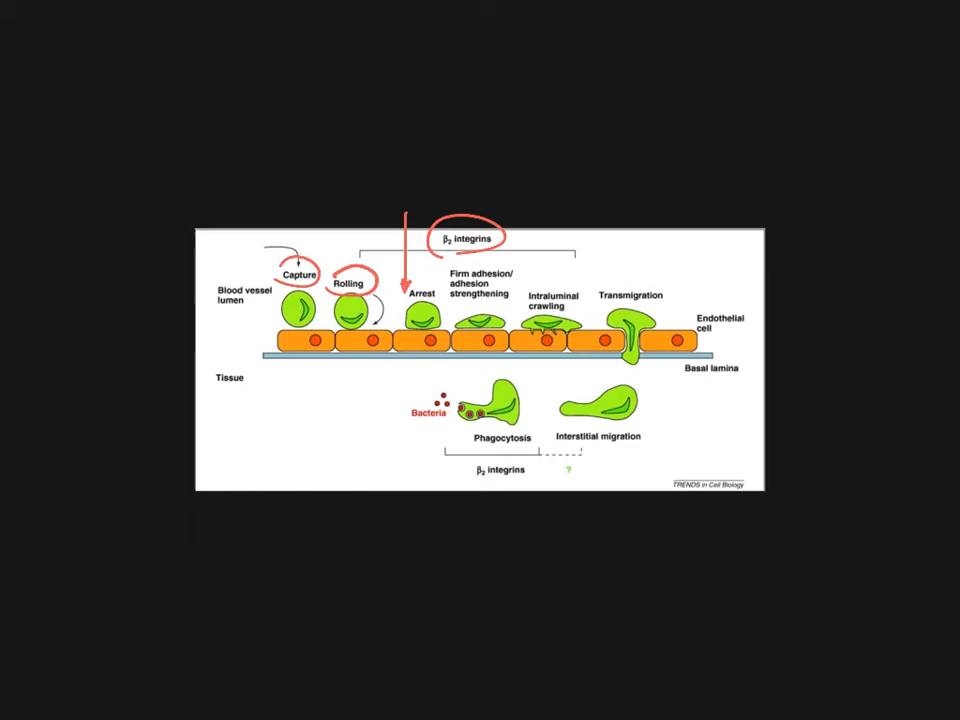 β2 integrins
Capture
Rolling
Blood vessel
lumen
Arrest
Firm adhesion/
adhesion
strengthening
Intraluminal
crawling
Transmigration
Endothelial
cell
Basal lamina
Tissue
Bacteria
Phagocytosis
Interstitial migration
β2 integrins
?
TRENDS in Cell Biology